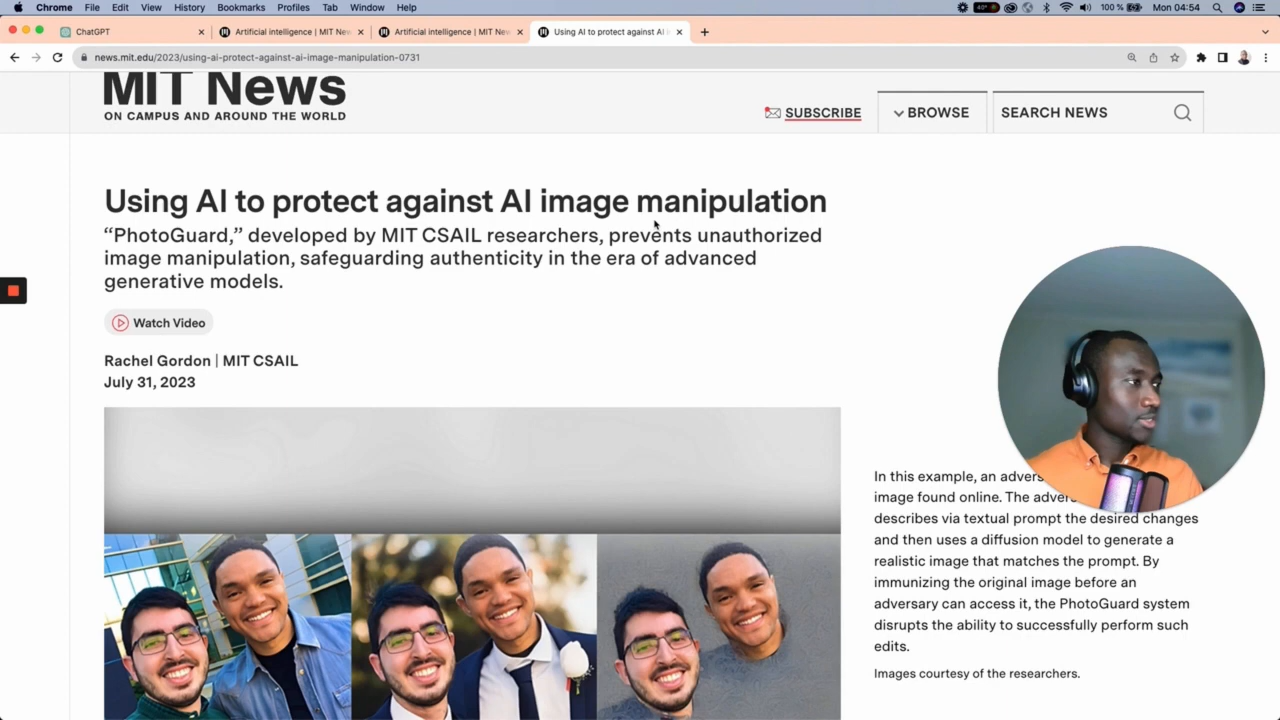 Chrome File Edit View History Bookmarks Profiles Tab Window Help
40° 100 % Mon 04:54
ChatGPT
Artificial intelligence | MIT New
Artificial intelligence | MIT New
Using AI to protect against AI
news.mit.edu/2023/using-ai-protect-against-ai-image-manipulation-0731
MIT News
ON CAMPUS AND AROUND THE WORLD
SUBSCRIBE
BROWSE
SEARCH NEWS
Using AI to protect against AI image manipulation
“PhotoGuard,” developed by MIT CSAIL researchers, prevents unauthorized
image manipulation, safeguarding authenticity in the era of advanced
generative models.
Watch Video
Rachel Gordon | MIT CSAIL
July 31, 2023
In this example, an advers
image found online. The adver
describes via textual prompt the desired changes
and then uses a diffusion model to generate a
realistic image that matches the prompt. By
immunizing the original image before an
adversary can access it, the PhotoGuard system
disrupts the ability to successfully perform such
edits.
Images courtesy of the researchers.